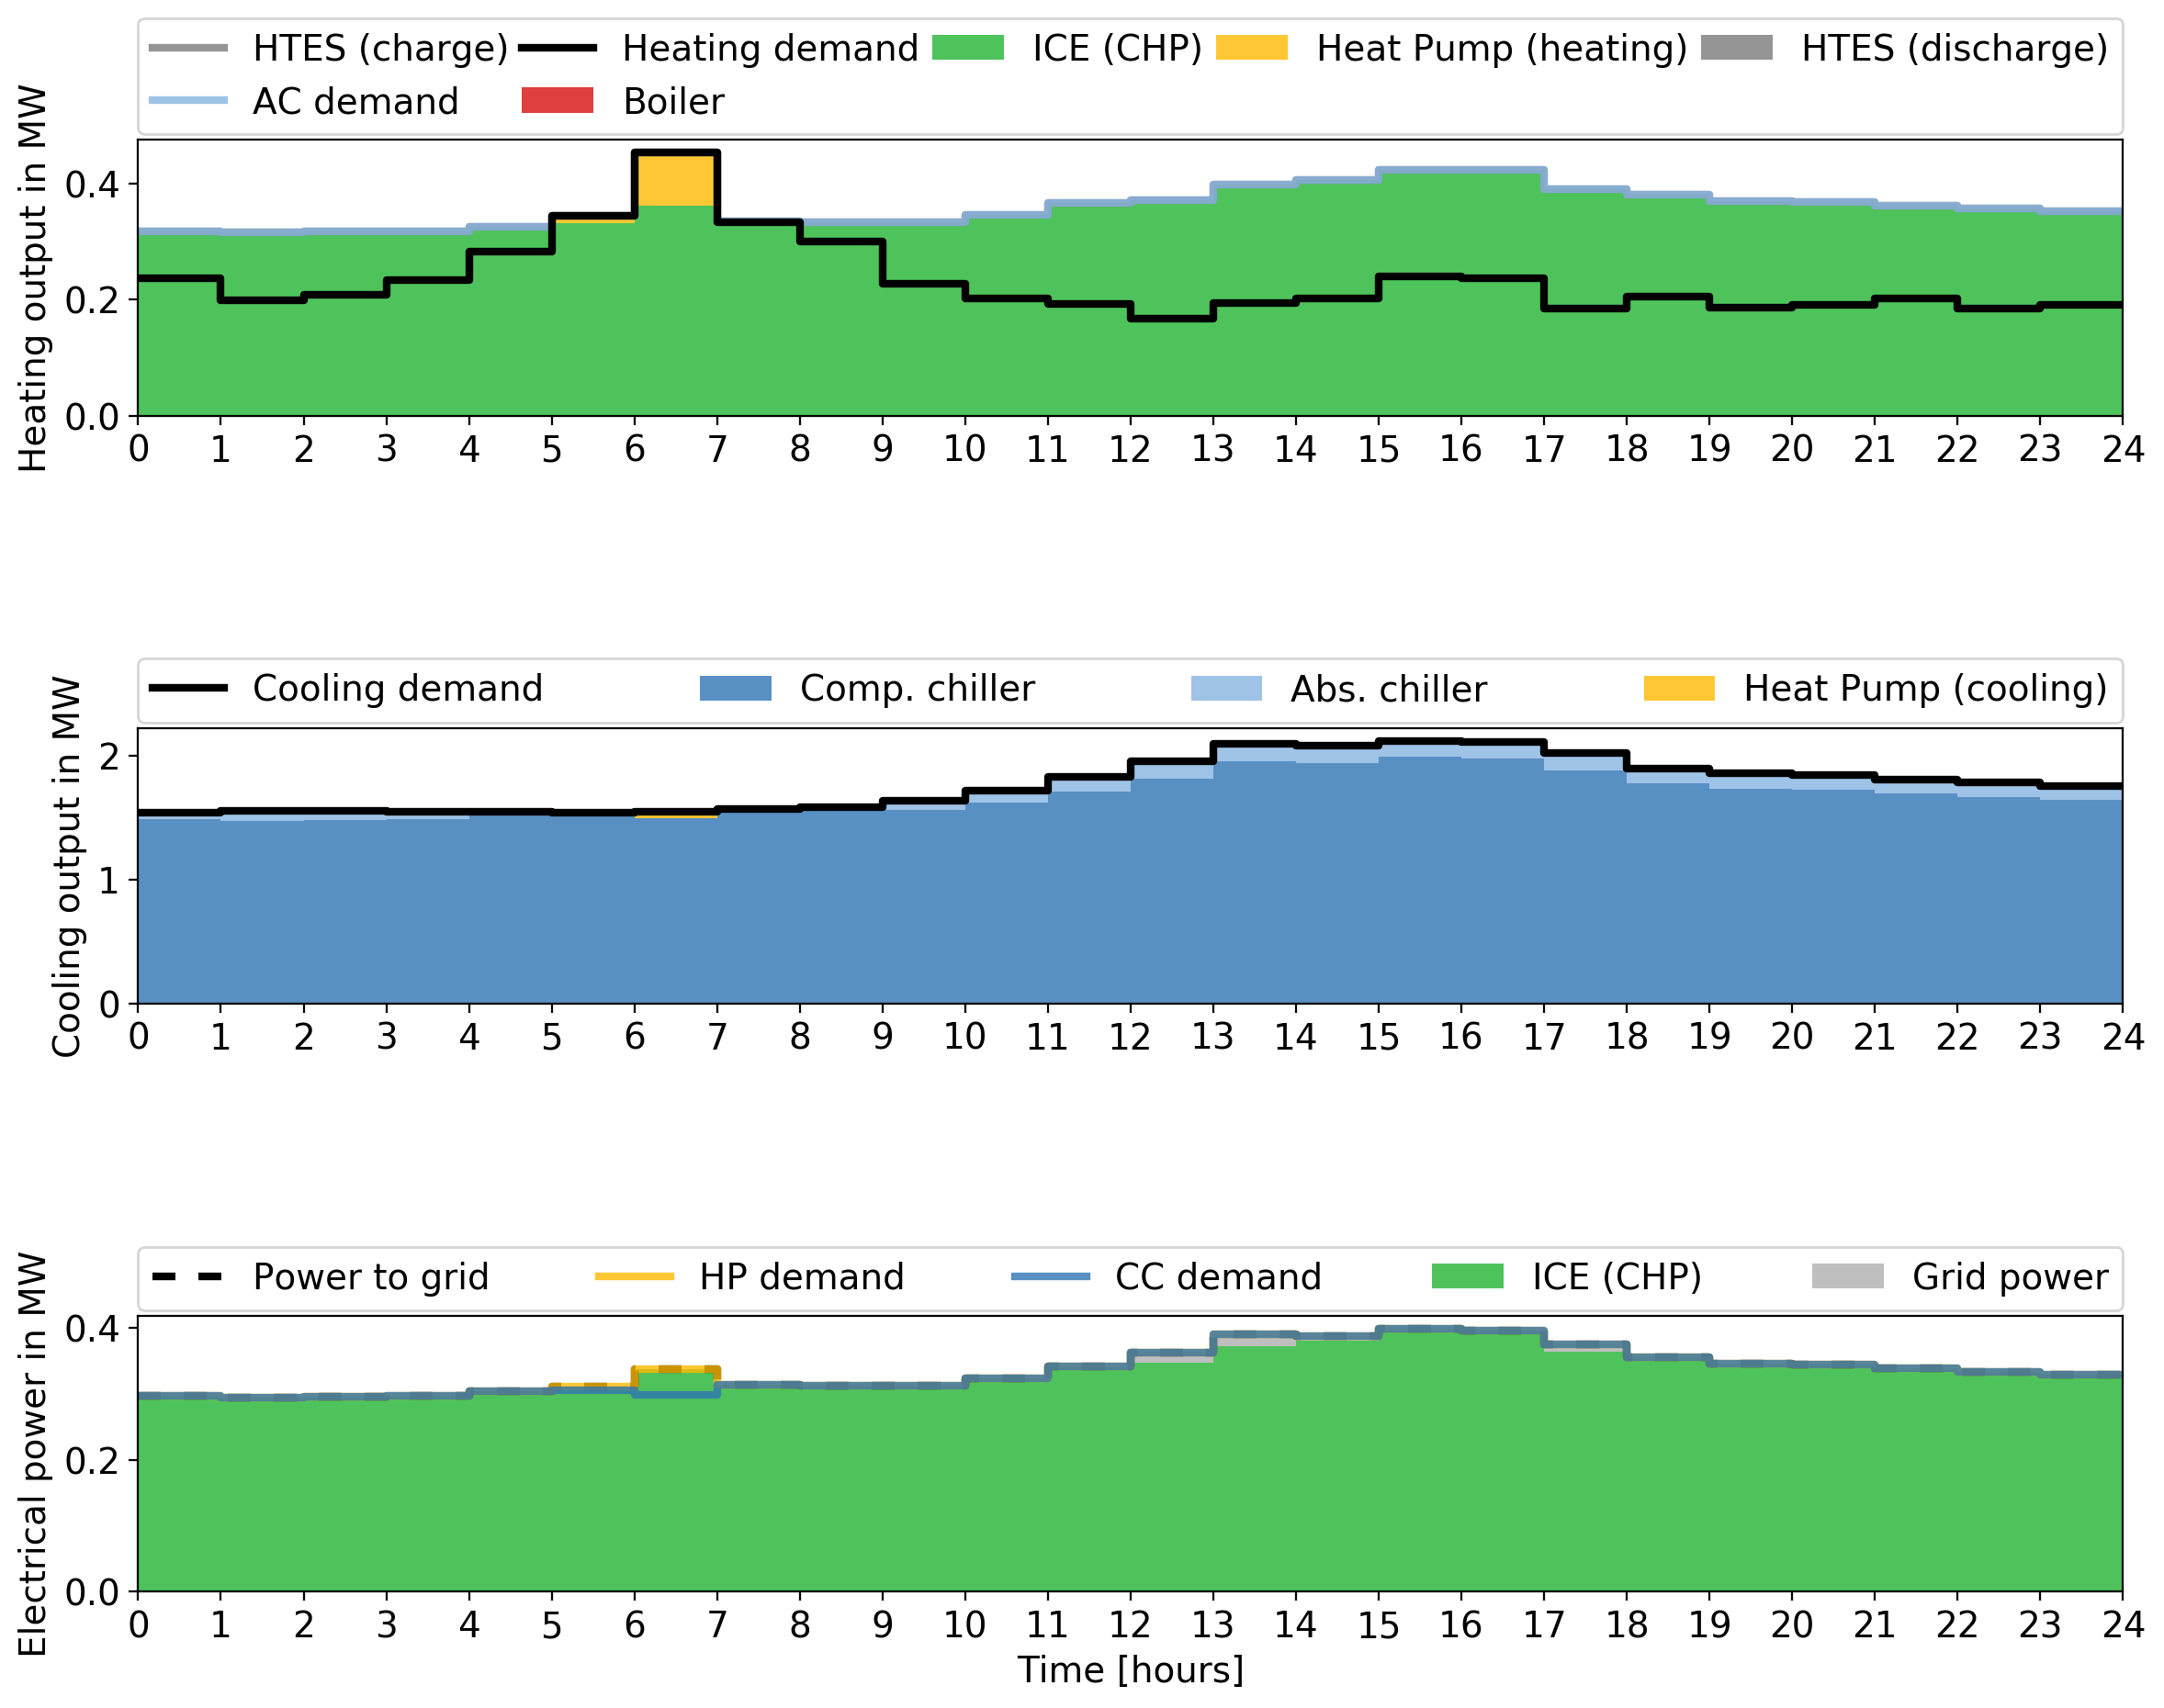 HTES (charge) Heating demand ICE (CHP) Heat Pump (heating) HTES (discharge)
AC demand Boiler
Heating output in MW
0.4
0.2
0.0
0 1 2 3 4 5 6 7 8 9 10 11 12 13 14 15 16 17 18 19 20 21 22 23 24
Cooling demand Comp. chiller Abs. chiller Heat Pump (cooling)
Cooling output in MW
2
1
0
0 1 2 3 4 5 6 7 8 9 10 11 12 13 14 15 16 17 18 19 20 21 22 23 24
Power to grid HP demand CC demand ICE (CHP) Grid power
Electrical power in MW
0.4
0.2
0.0
0 1 2 3 4 5 6 7 8 9 10 11 12 13 14 15 16 17 18 19 20 21 22 23 24
Time [hours]